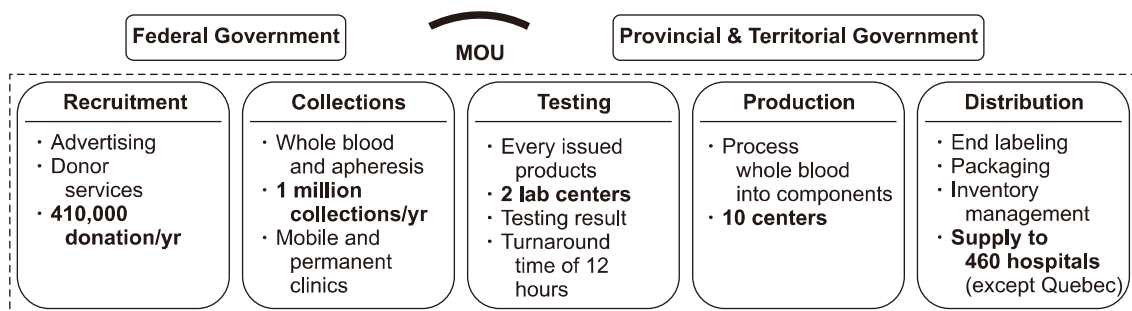 Federal Government
MOU
Provincial & Territorial Government
Recruitment
· Advertising
· Donor
services
· 410,000
donation/yr
Collections
· Whole blood
and apheresis
· 1 million
collections/yr
· Mobile and
permanent
clinics
Testing
· Every issued
products
· 2 lab centers
· Testing result
· Turnaround
time of 12
hours
Production
· Process
whole blood
into components
· 10 centers
Distribution
· End labeling
· Packaging
· Inventory
management
· Supply to
460 hospitals
(except Quebec)